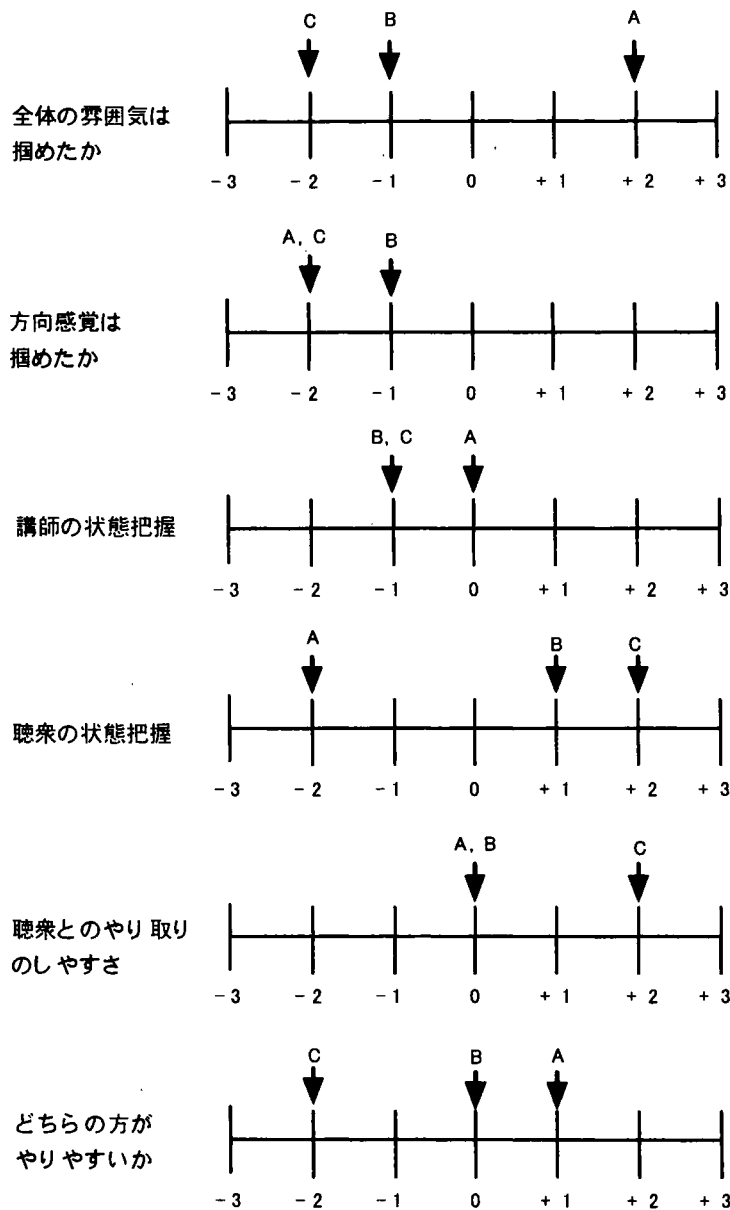 C B A
全体の雰囲気は
掴めたか
-3 -2 -1 0 +1 +2 +3
A, C B
方向感覚は
掴めたか
-3 -2 -1 0 +1 +2 +3
B, C A
講師の状態把握
-3 -2 -1 0 +1 +2 +3
A B C
聴衆の状態把握
-3 -2 -1 0 +1 +2 +3
A, B C
聴衆とのやり取り
のしやすさ
-3 -2 -1 0 +1 +2 +3
C B A
どちらの方が
やりやすいか
-3 -2 -1 0 +1 +2 +3